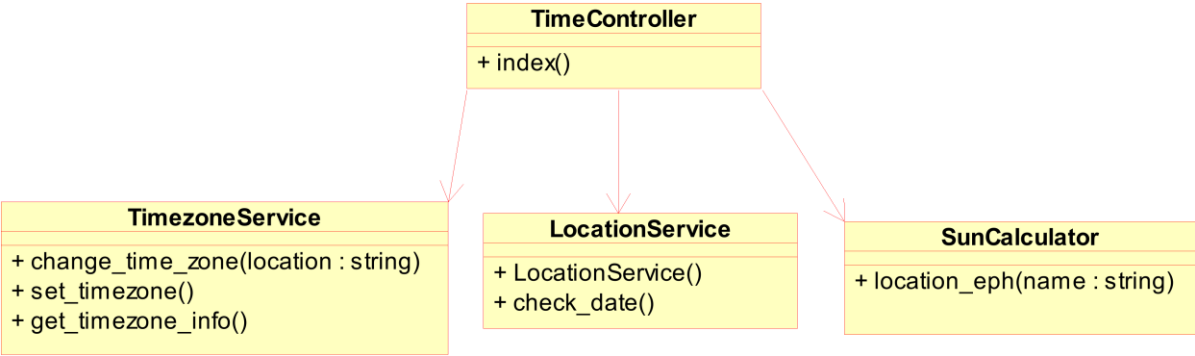 TimeController
+ index()
TimezoneService
+ change_time_zone(location : string)
+ set_timezone()
+ get_timezone_info()
LocationService
+ LocationService()
+ check_date()
SunCalculator
+ location_eph(name : string)